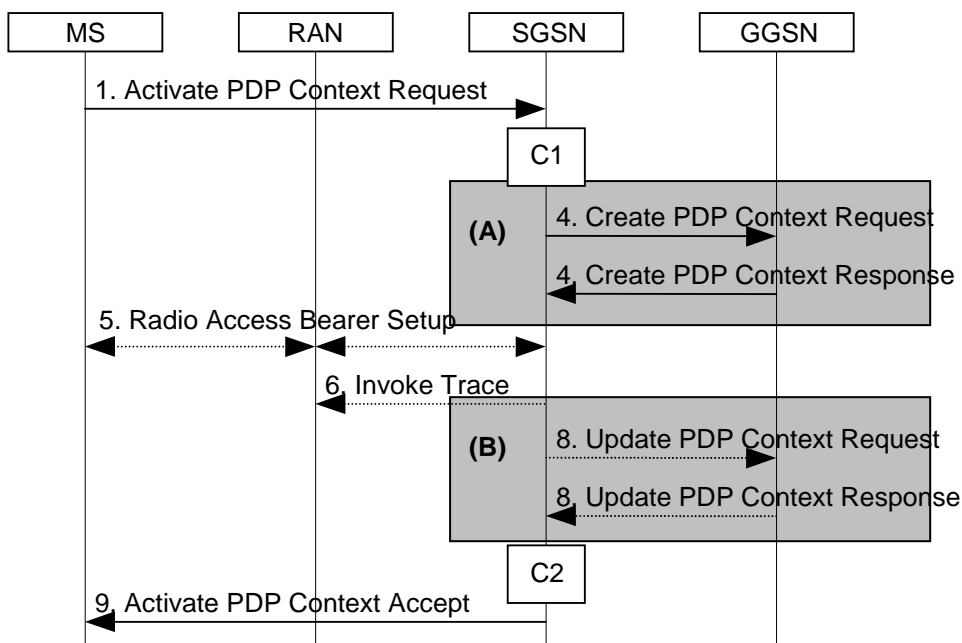 MS
RAN
SGSN
GGSN
1. Activate PDP Context Request
C1
(A)
4. Create PDP Context Request
4. Create PDP Context Response
5. Radio Access Bearer Setup
6. Invoke Trace
(B)
8. Update PDP Context Request
8. Update PDP Context Response
C2
9. Activate PDP Context Accept